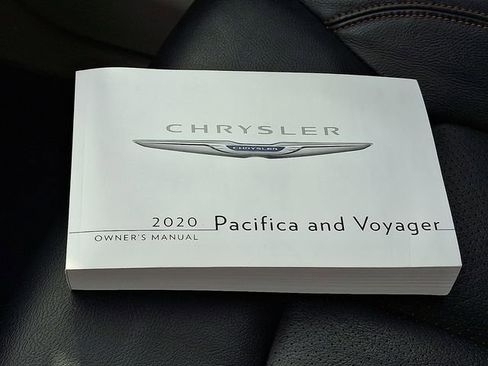 CHRYSLER
CHRYSLER
2020 Pacifica and Voyager
OWNER'S MANUAL